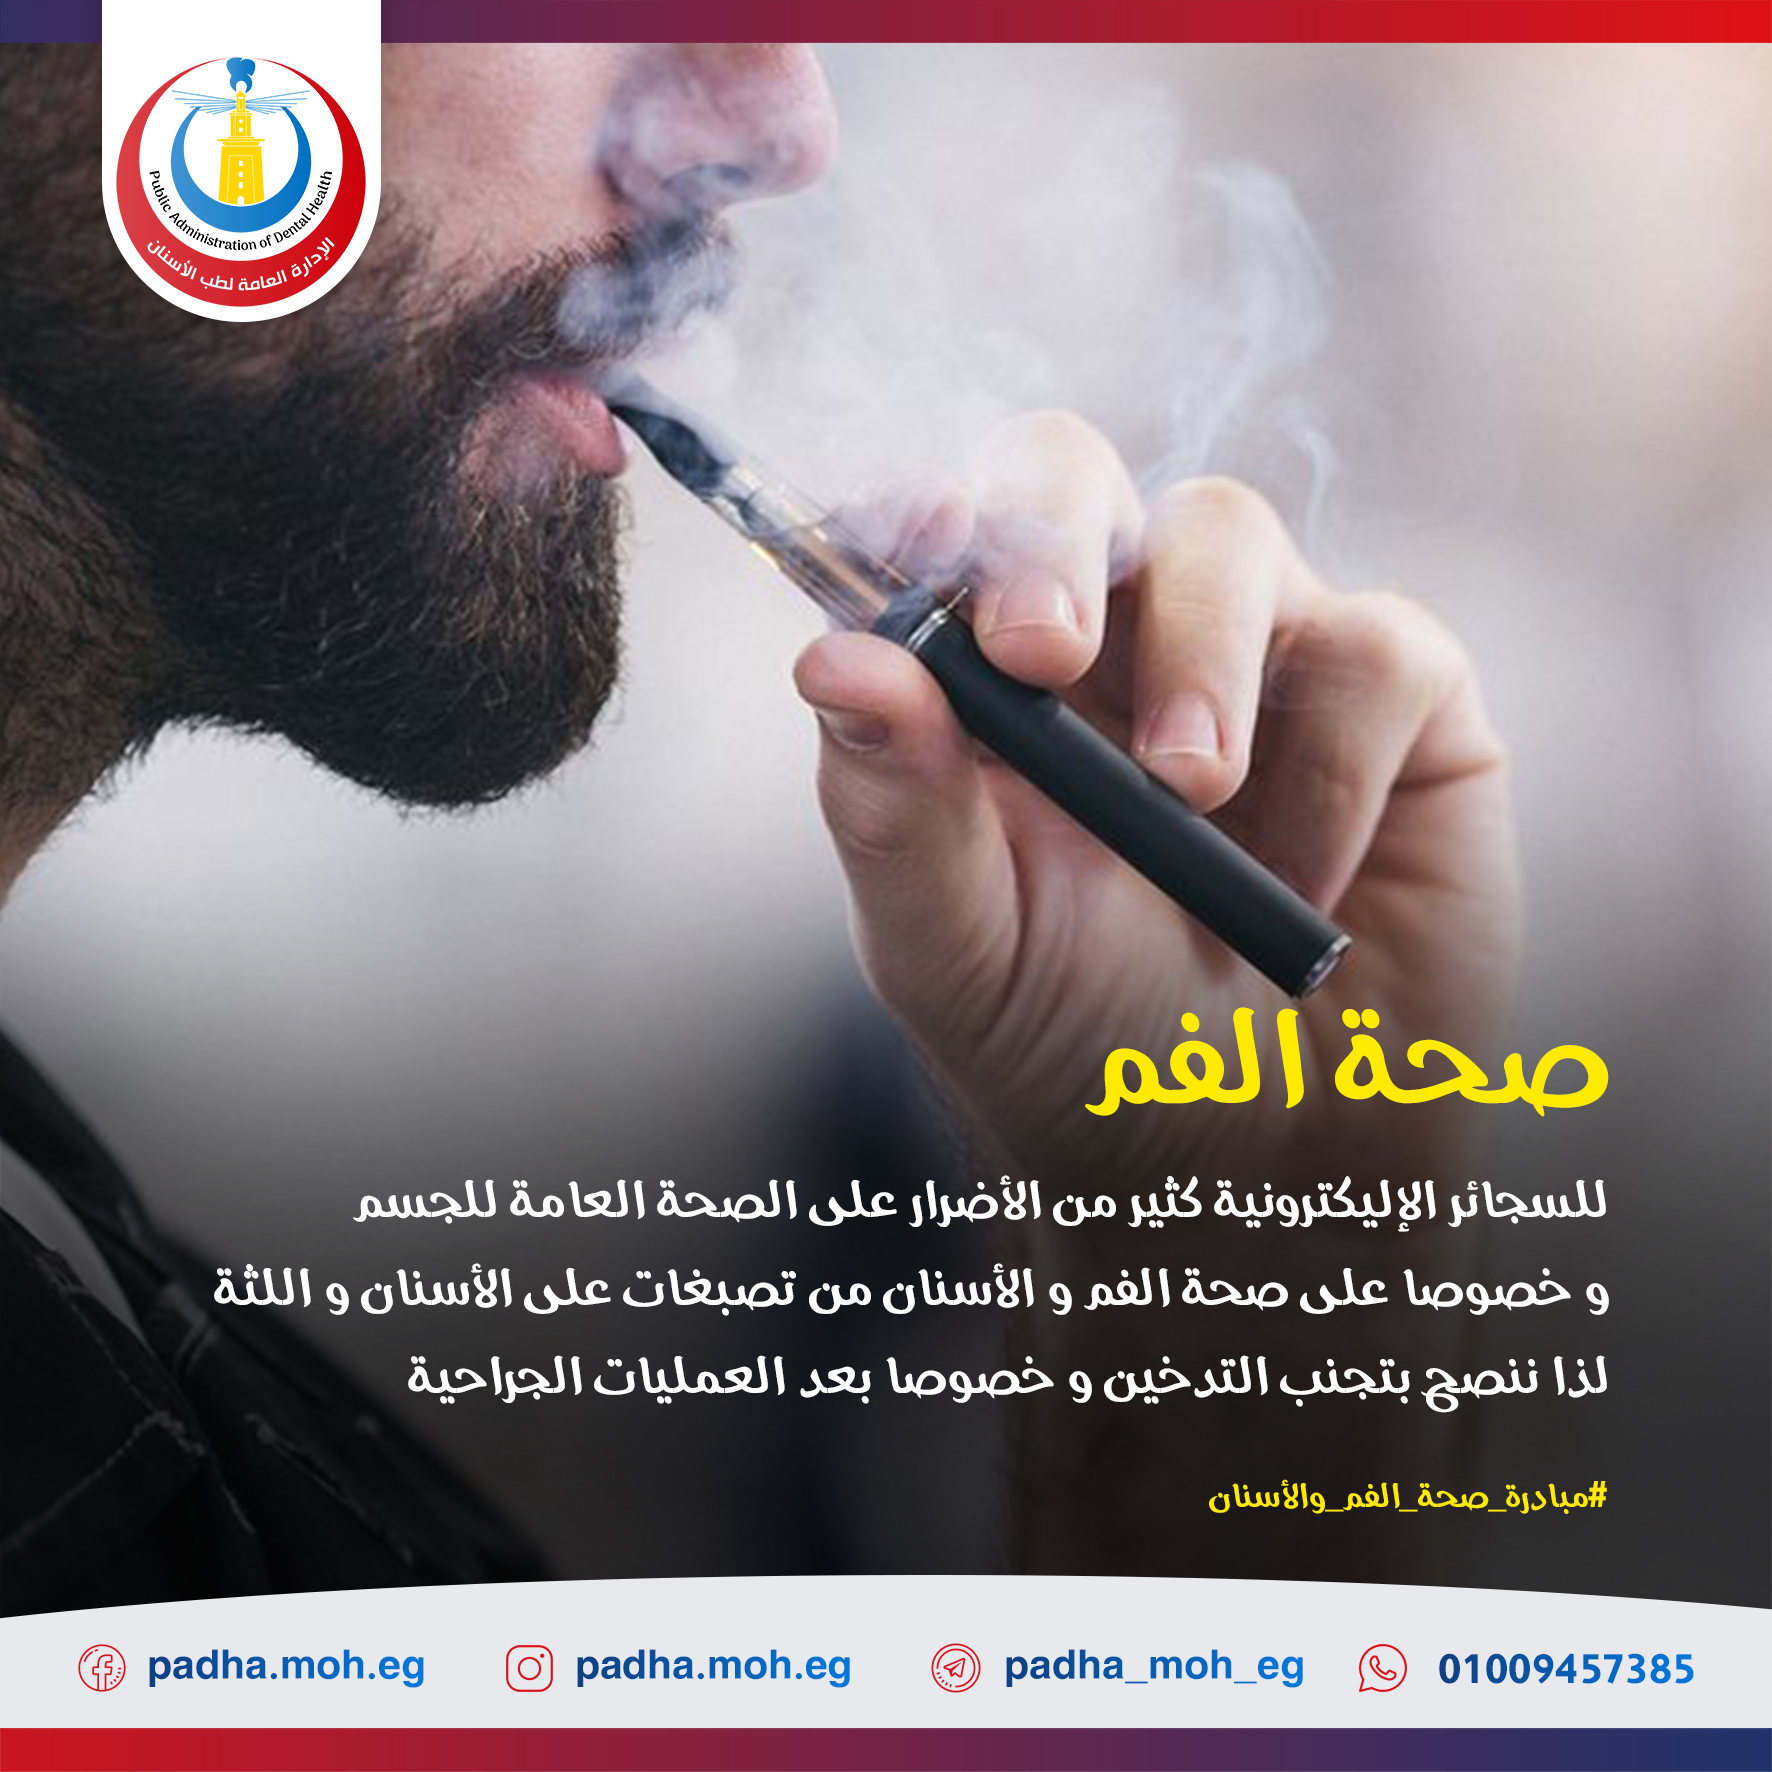 Public Administration of Dental Health
الإدارة العامة لطب الأسنان
صحة الفم
للسجائر الإليكترونية كثير من الأضرار على الصحة العامة للجسم
و خصوصا على صحة الفم و الأسنان من تصبغات على الأسنان و اللثة
لذا ننصح بتجنب التدخين و خصوصا بعد العمليات الجراحية
#مبادرة_صحة_الفم_والأسنان
padha.moh.eg
padha.moh.eg
padha_moh_eg
01009457385